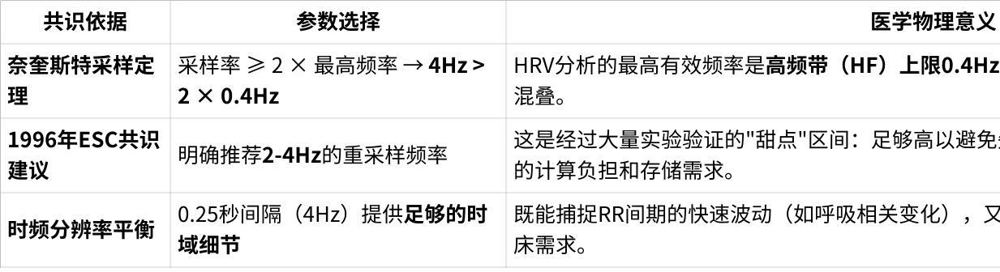 共识依据 参数选择 医学物理意义
奈奎斯特采样定 采样率 ≥ 2 × 最高频率 → 4Hz > HRV分析的最高有效频率是高频带（HF）上限0.4Hz
理 2 × 0.4Hz 混叠。
1996年ESC共识 明确推荐2-4Hz的重采样频率 这是经过大量实验验证的"甜点"区间：足够高以避免
建议 的计算负担和存储需求。
时频分辨率平衡 0.25秒间隔（4Hz）提供足够的时 既能捕捉RR间期的快速波动（如呼吸相关变化），又
域细节 床需求。